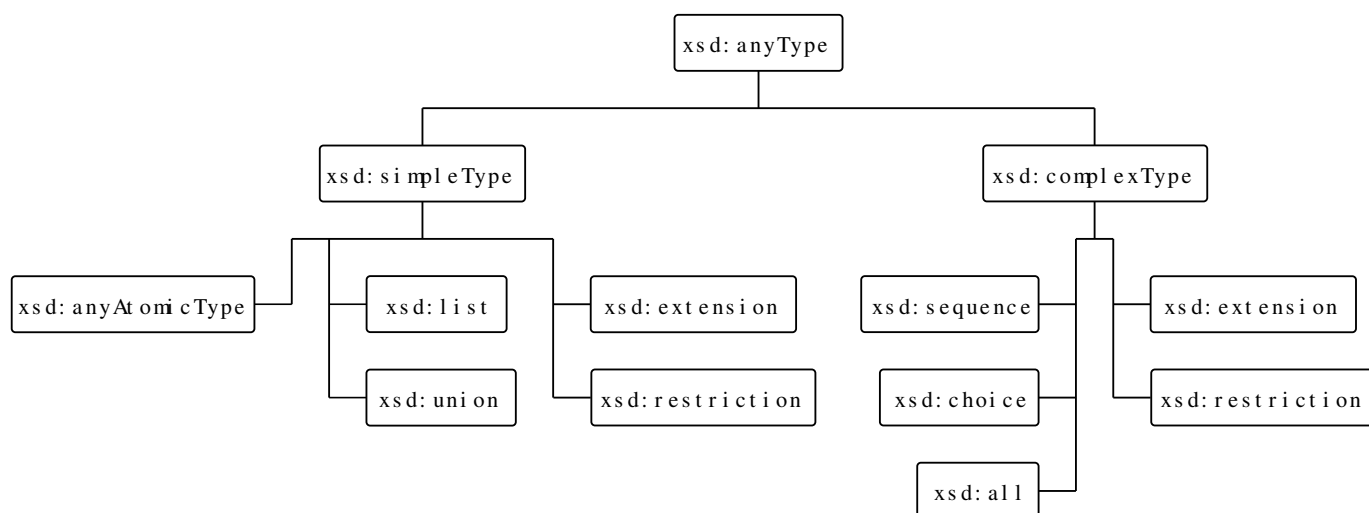 xsd:anyType
xsd:simpleType
xsd:complexType
xsd:anyAtomicType
xsd:list
xsd:extension
xsd:sequence
xsd:extension
xsd:union
xsd:restriction
xsd:choice
xsd:restriction
xsd:all